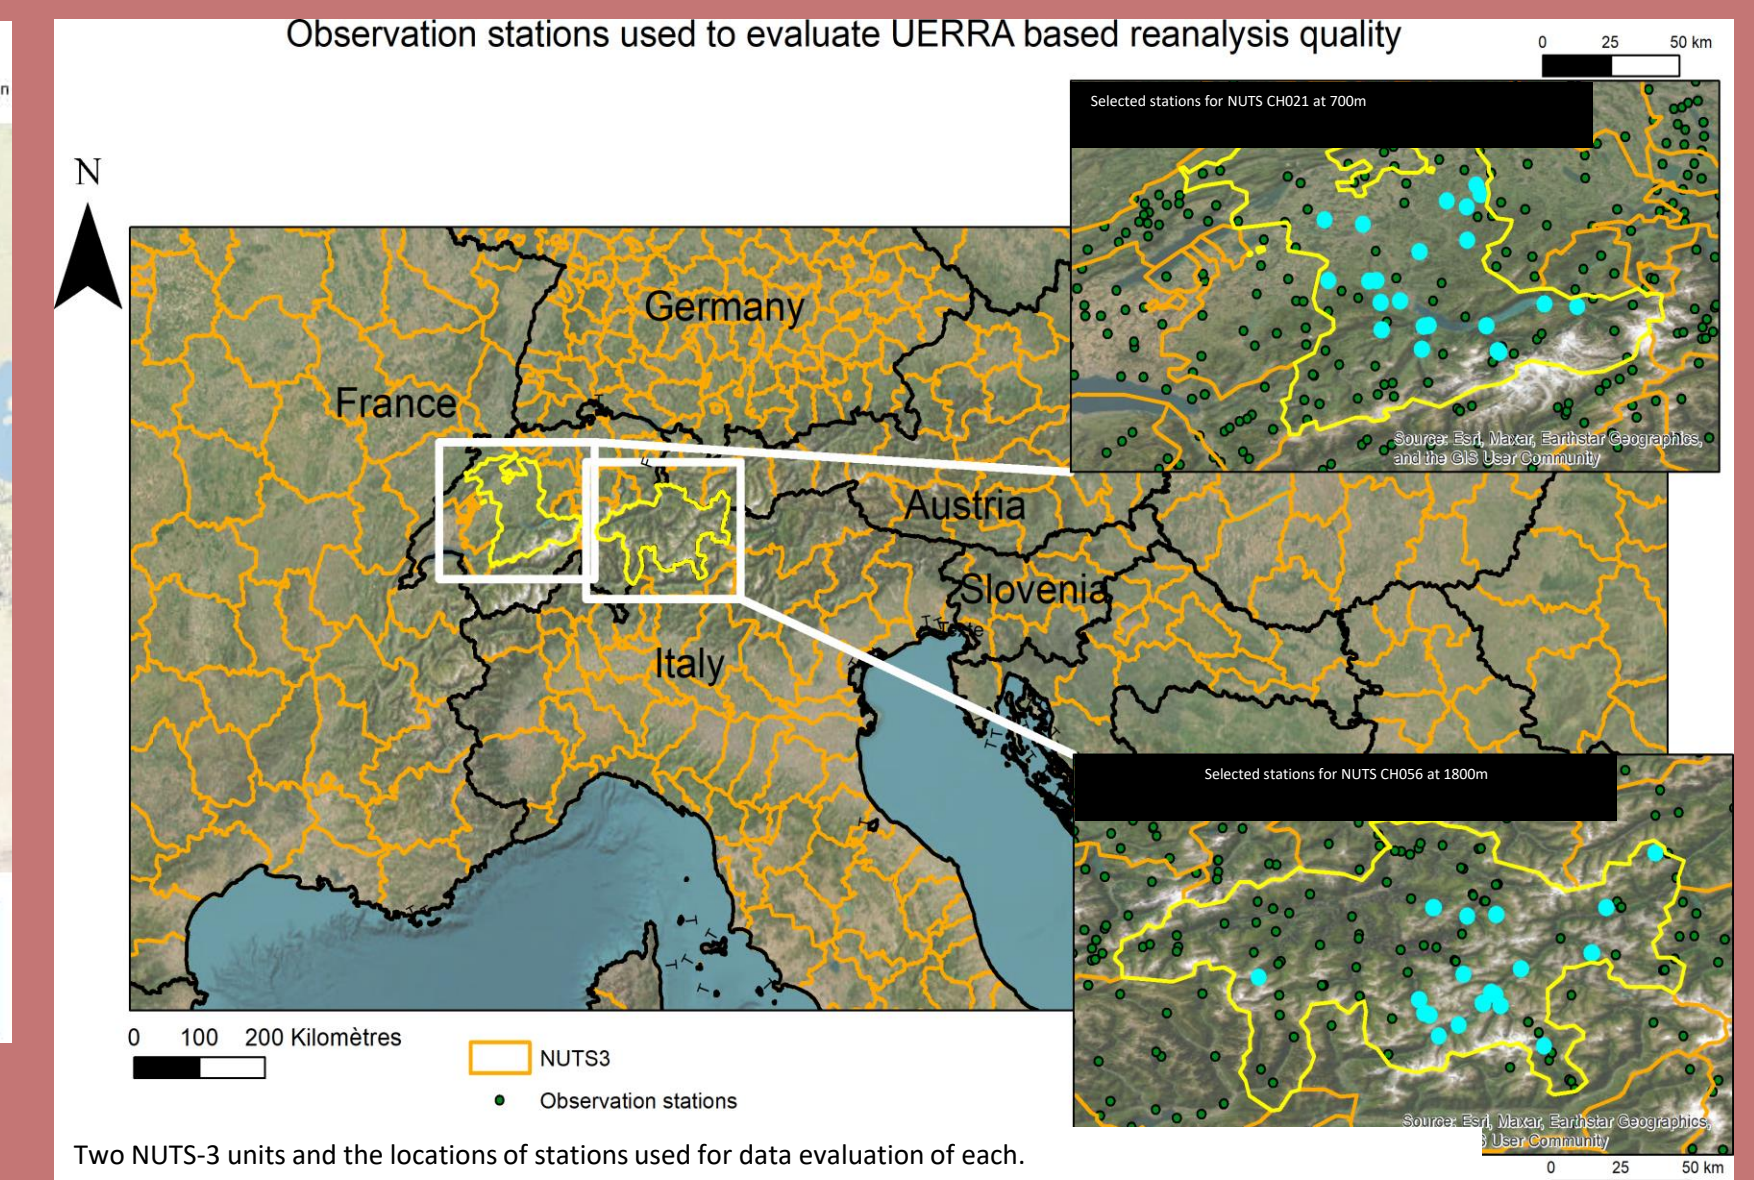 Observation stations used to evaluate UERRA based reanalysis quality
0 25 50 km
Selected stations for NUTS CH021 at 700m
n
N
Germany
France
Source: Esri, Maxar, Earthstar Geographics,
and the GIS User Community
Austria
Slovenia
Texte
Italy
Selected stations for NUTS CH056 at 1800m
0 100 200 Kilomètres
NUTS3
Observation stations
Source: Esri, Maxar, Earthstar Geographics,
User Community
Two NUTS-3 units and the locations of stations used for data evaluation of each.
0 25 50 km